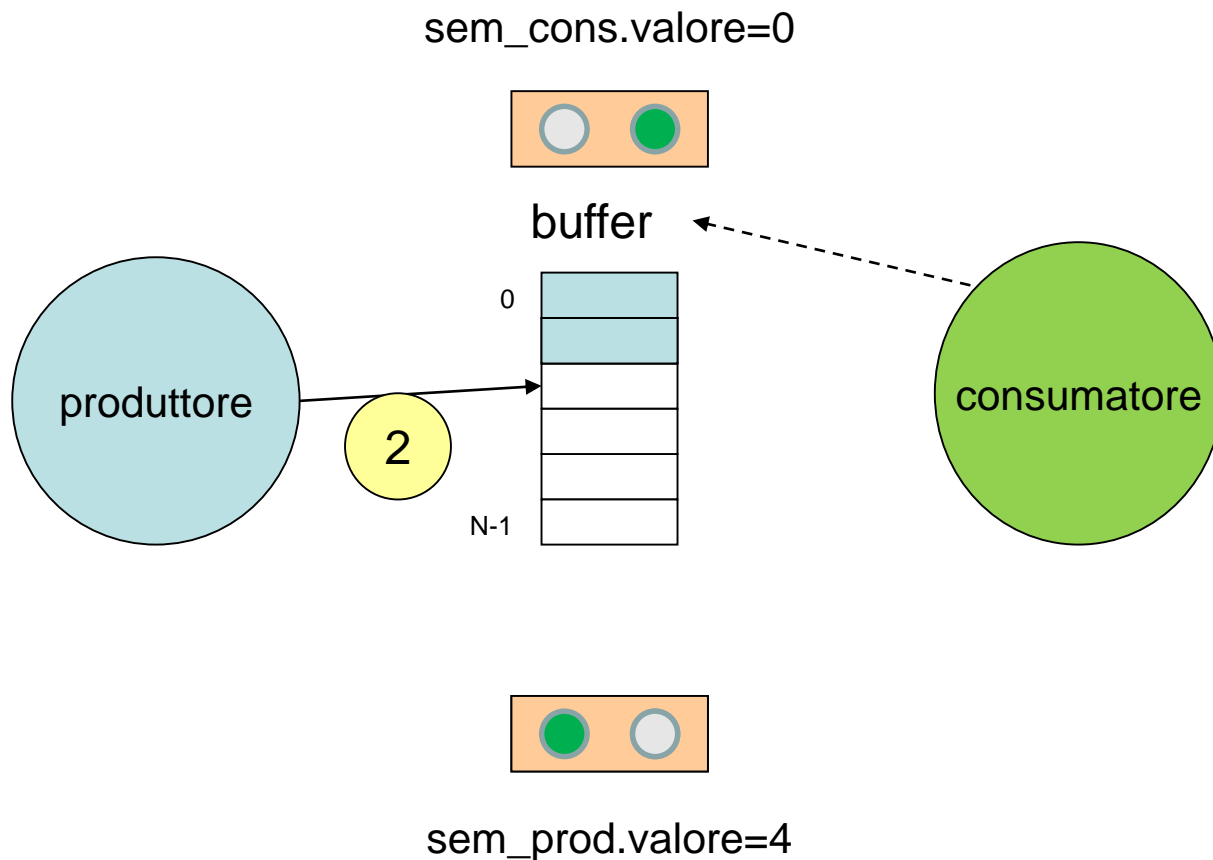 sem_cons.valore=0
buffer
0
produttore
consumatore
2
N-1
sem_prod.valore=4